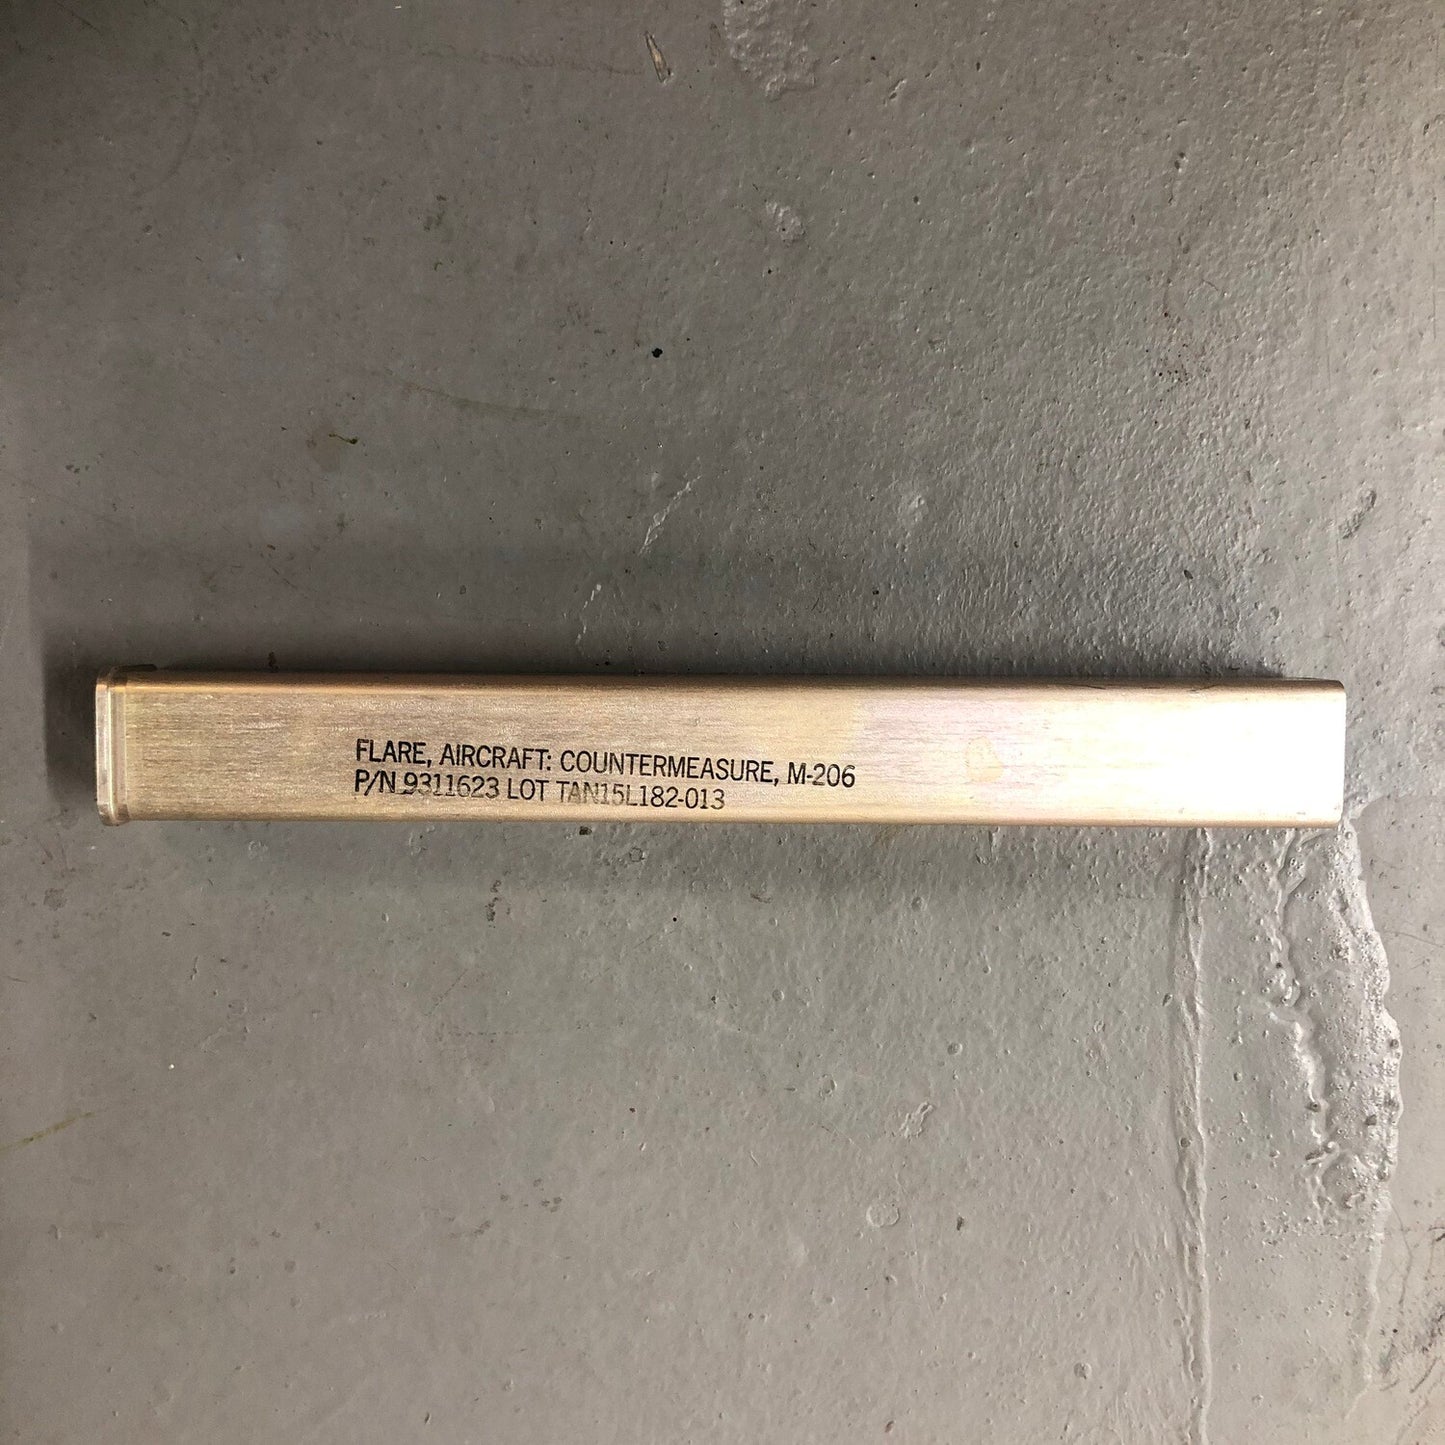 FLARE, AIRCRAFT: COUNTERMEASURE, M-206
P/N 9311623 LOT TAN15L182-013